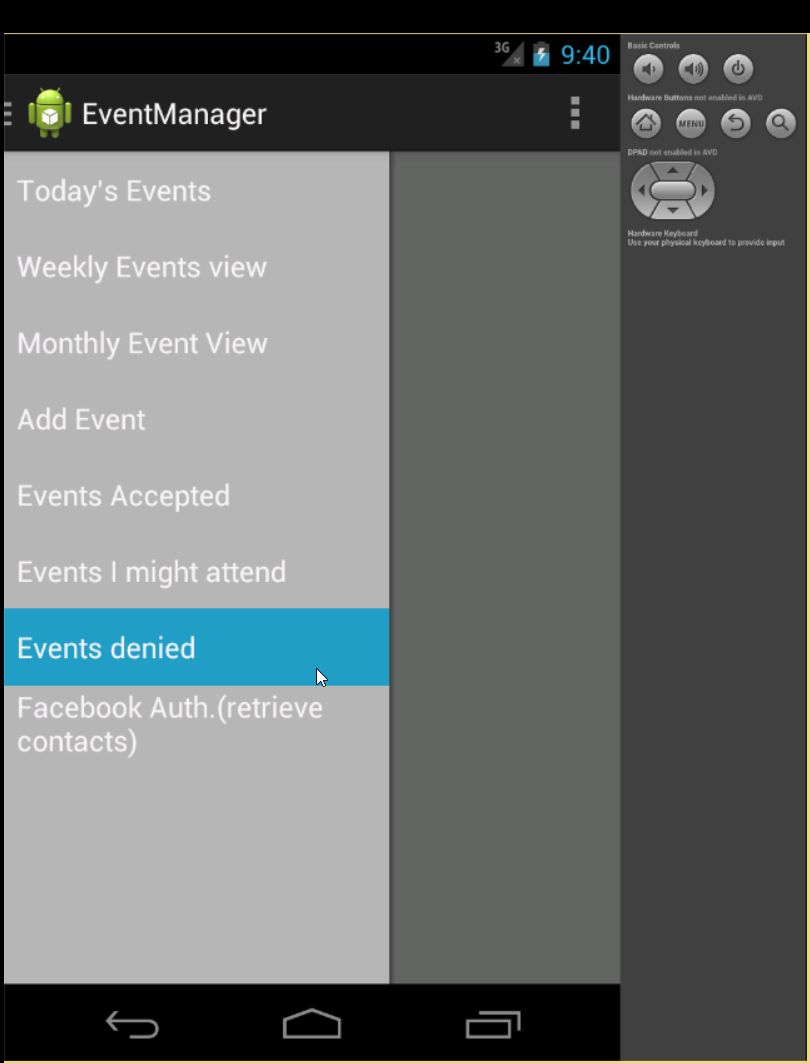 3G 9:40
EventManager
Today's Events
Weekly Events view
Monthly Event View
Add Event
Events Accepted
Events I might attend
Events denied
Facebook Auth.(retrieve
contacts)
Basic Controls
Hardware Buttons not enabled in AVD
MENU
DPAD not enabled in AVD
Hardware Keyboard
Use your physical keyboard to provide input